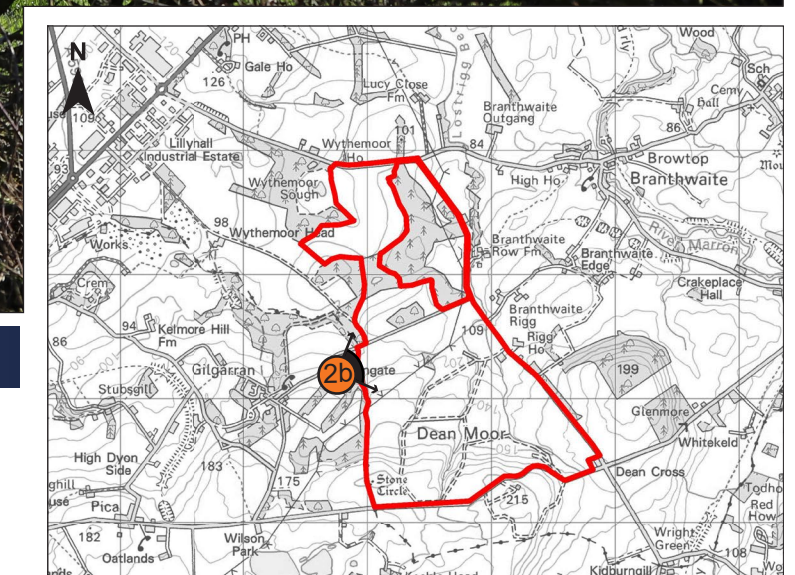 N
PH
Gale Ho
126
Lucy Close
Fm
Lostrigg
Wood
Sch
Cemy
Ball
109
Branthwaite
Outgang
101
84
86
Lillyhall
Industrial Estate
Wythemoor
Ho
Browtop
Branthwaite
93
High Ho
Wythemoor
Sough
98
Wythemoor Head
River Marron
Works
Branthwaite
Row Fm
Branthwaite
Edge
Crem
Crakeplace
Hall
94
Kelmore Hill
Fm
Branthwaite
Rigg
109
Rigg
Ho
86
Gilgarran
2b
ngate
199
Stubsgill
Glenmore
Dean Moor
Whitekeld
High Dyon
Side
183
175
Stone
Circle
Dean Cross
215
Pica
Red
How
182
Oatlands
Wilson
Park
Wright
Green
108
Kidburngill